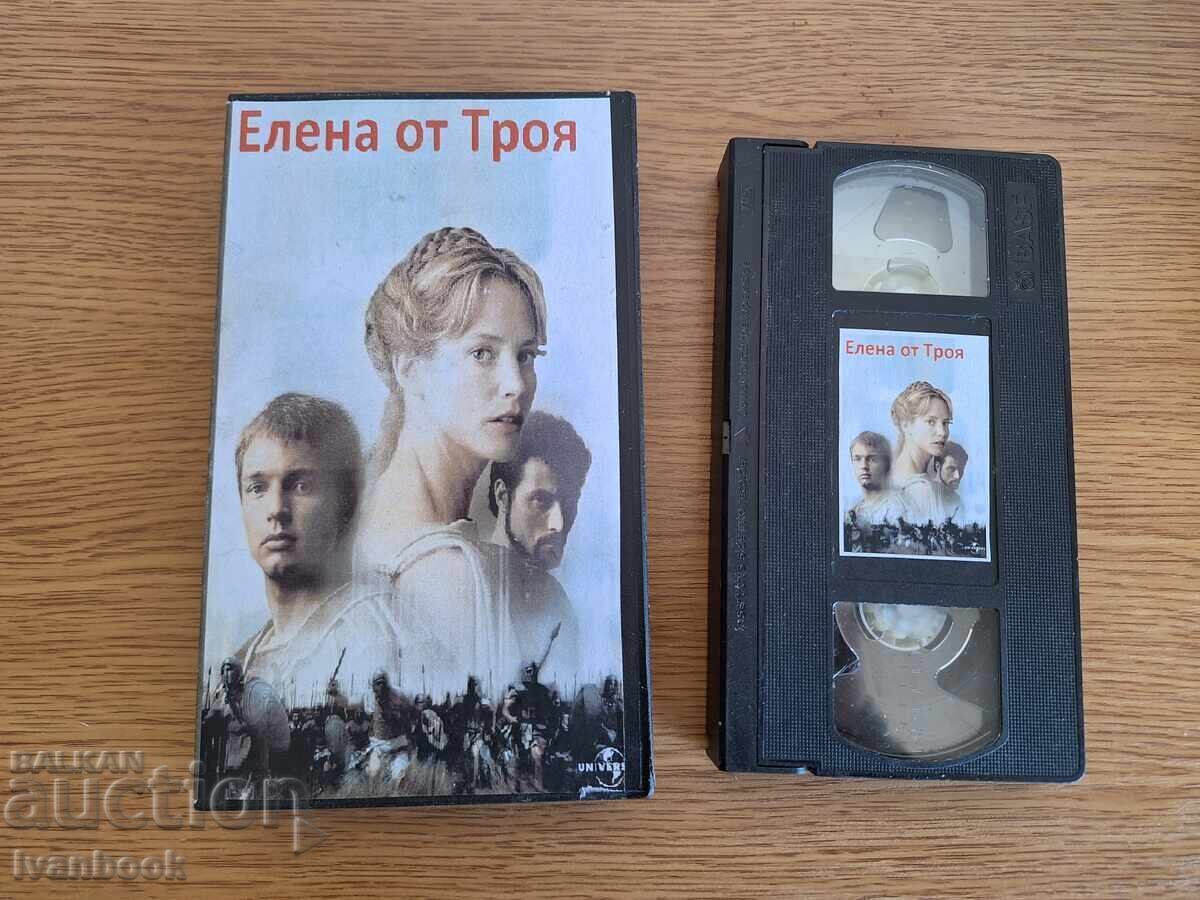 Елена от Троя
UNIVERS
BASF
Елена от Троя
BALKAN
auction
Ivanbook